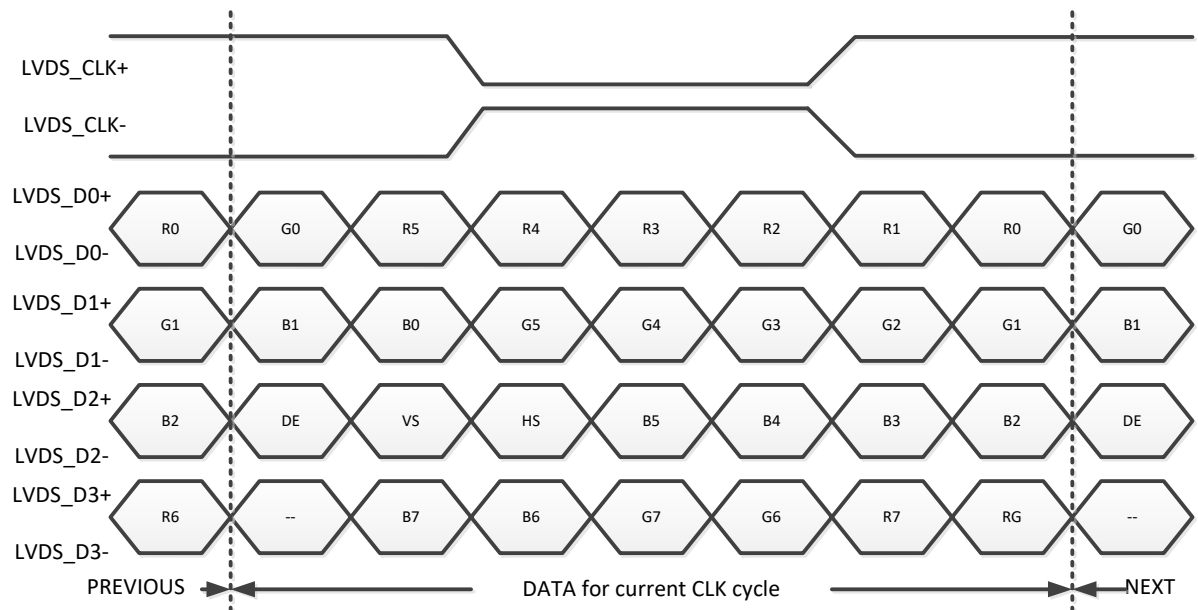 LVDS_CLK+
LVDS_CLK-
LVDS_D0+
R0 G0 R5 R4 R3 R2 R1 R0 G0
LVDS_D0-
LVDS_D1+
G1 B1 B0 G5 G4 G3 G2 G1 B1
LVDS_D1-
LVDS_D2+
B2 DE VS HS B5 B4 B3 B2 DE
LVDS_D2-
LVDS_D3+
R6 -- B7 B6 G7 G6 R7 RG --
LVDS_D3-
PREVIOUS DATA for current CLK cycle NEXT